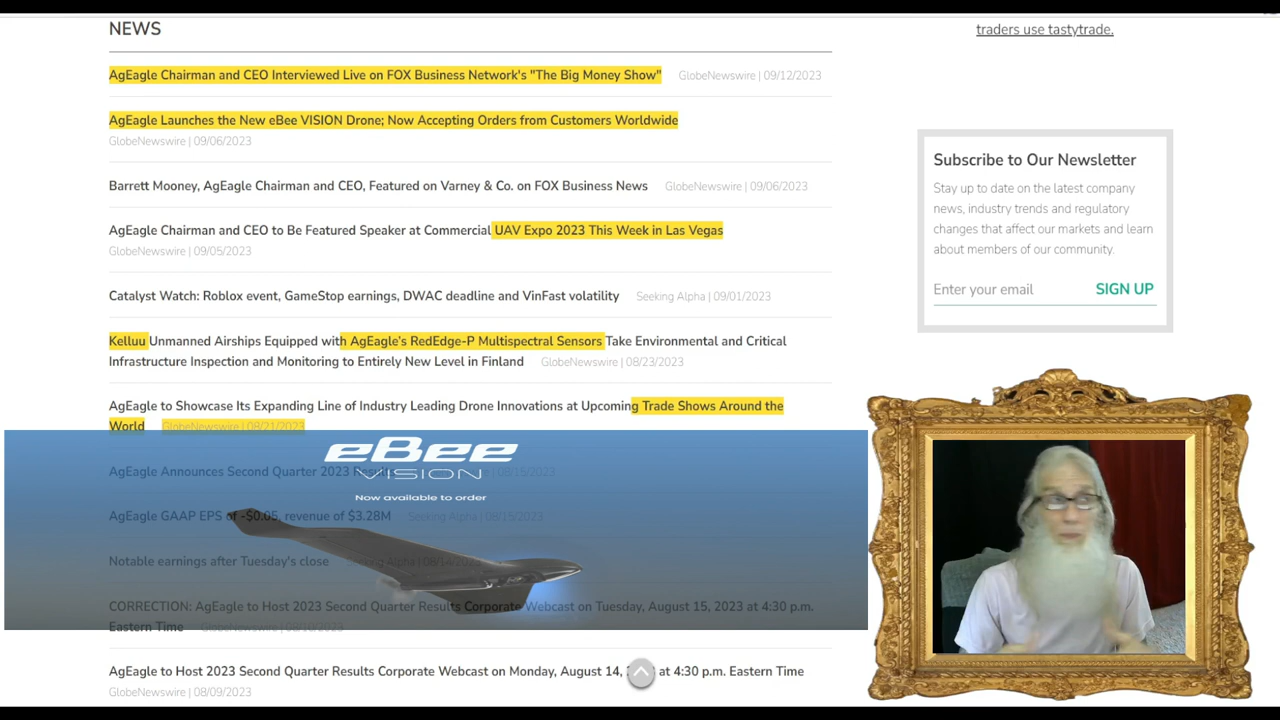 NEWS
traders use tastytrade.
AgEagle Chairman and CEO Interviewed Live on FOX Business Network's "The Big Money Show" GlobeNewswire | 09/12/2023
AgEagle Launches the New eBee VISION Drone; Now Accepting Orders from Customers Worldwide
GlobeNewswire | 09/06/2023
Barrett Mooney, AgEagle Chairman and CEO, Featured on Varney & Co. on FOX Business News GlobeNewswire | 09/06/2023
AgEagle Chairman and CEO to Be Featured Speaker at Commercial UAV Expo 2023 This Week in Las Vegas
GlobeNewswire | 09/05/2023
Catalyst Watch: Roblox event, GameStop earnings, DWAC deadline and VinFast volatility Seeking Alpha | 09/01/2023
Kelluu Unmanned Airships Equipped with AgEagle's RedEdge-P Multispectral Sensors Take Environmental and Critical
Infrastructure Inspection and Monitoring to Entirely New Level in Finland GlobeNewswire | 08/23/2023
AgEagle to Showcase Its Expanding Line of Industry Leading Drone Innovations at Upcoming Trade Shows Around the
World GlobeNewswire | 08/21/2023
eBee
VISION
Now available to order
AgEagle Announces Second Quarter 2023 Results | 08/15/2023
AgEagle GAAP EPS of -$0.05, revenue of $3.28M Seeking Alpha | 08/15/2023
Notable earnings after Tuesday's close Seeking Alpha | 08/14/2023
CORRECTION: AgEagle to Host 2023 Second Quarter Results Corporate Webcast on Tuesday, August 15, 2023 at 4:30 p.m.
Eastern Time GlobeNewswire | 08/10/2023
AgEagle to Host 2023 Second Quarter Results Corporate Webcast on Monday, August 14, at 4:30 p.m. Eastern Time
GlobeNewswire | 08/09/2023
Subscribe to Our Newsletter
Stay up to date on the latest company
news, industry trends and regulatory
changes that affect our markets and learn
about members of our community.
Enter your email SIGN UP